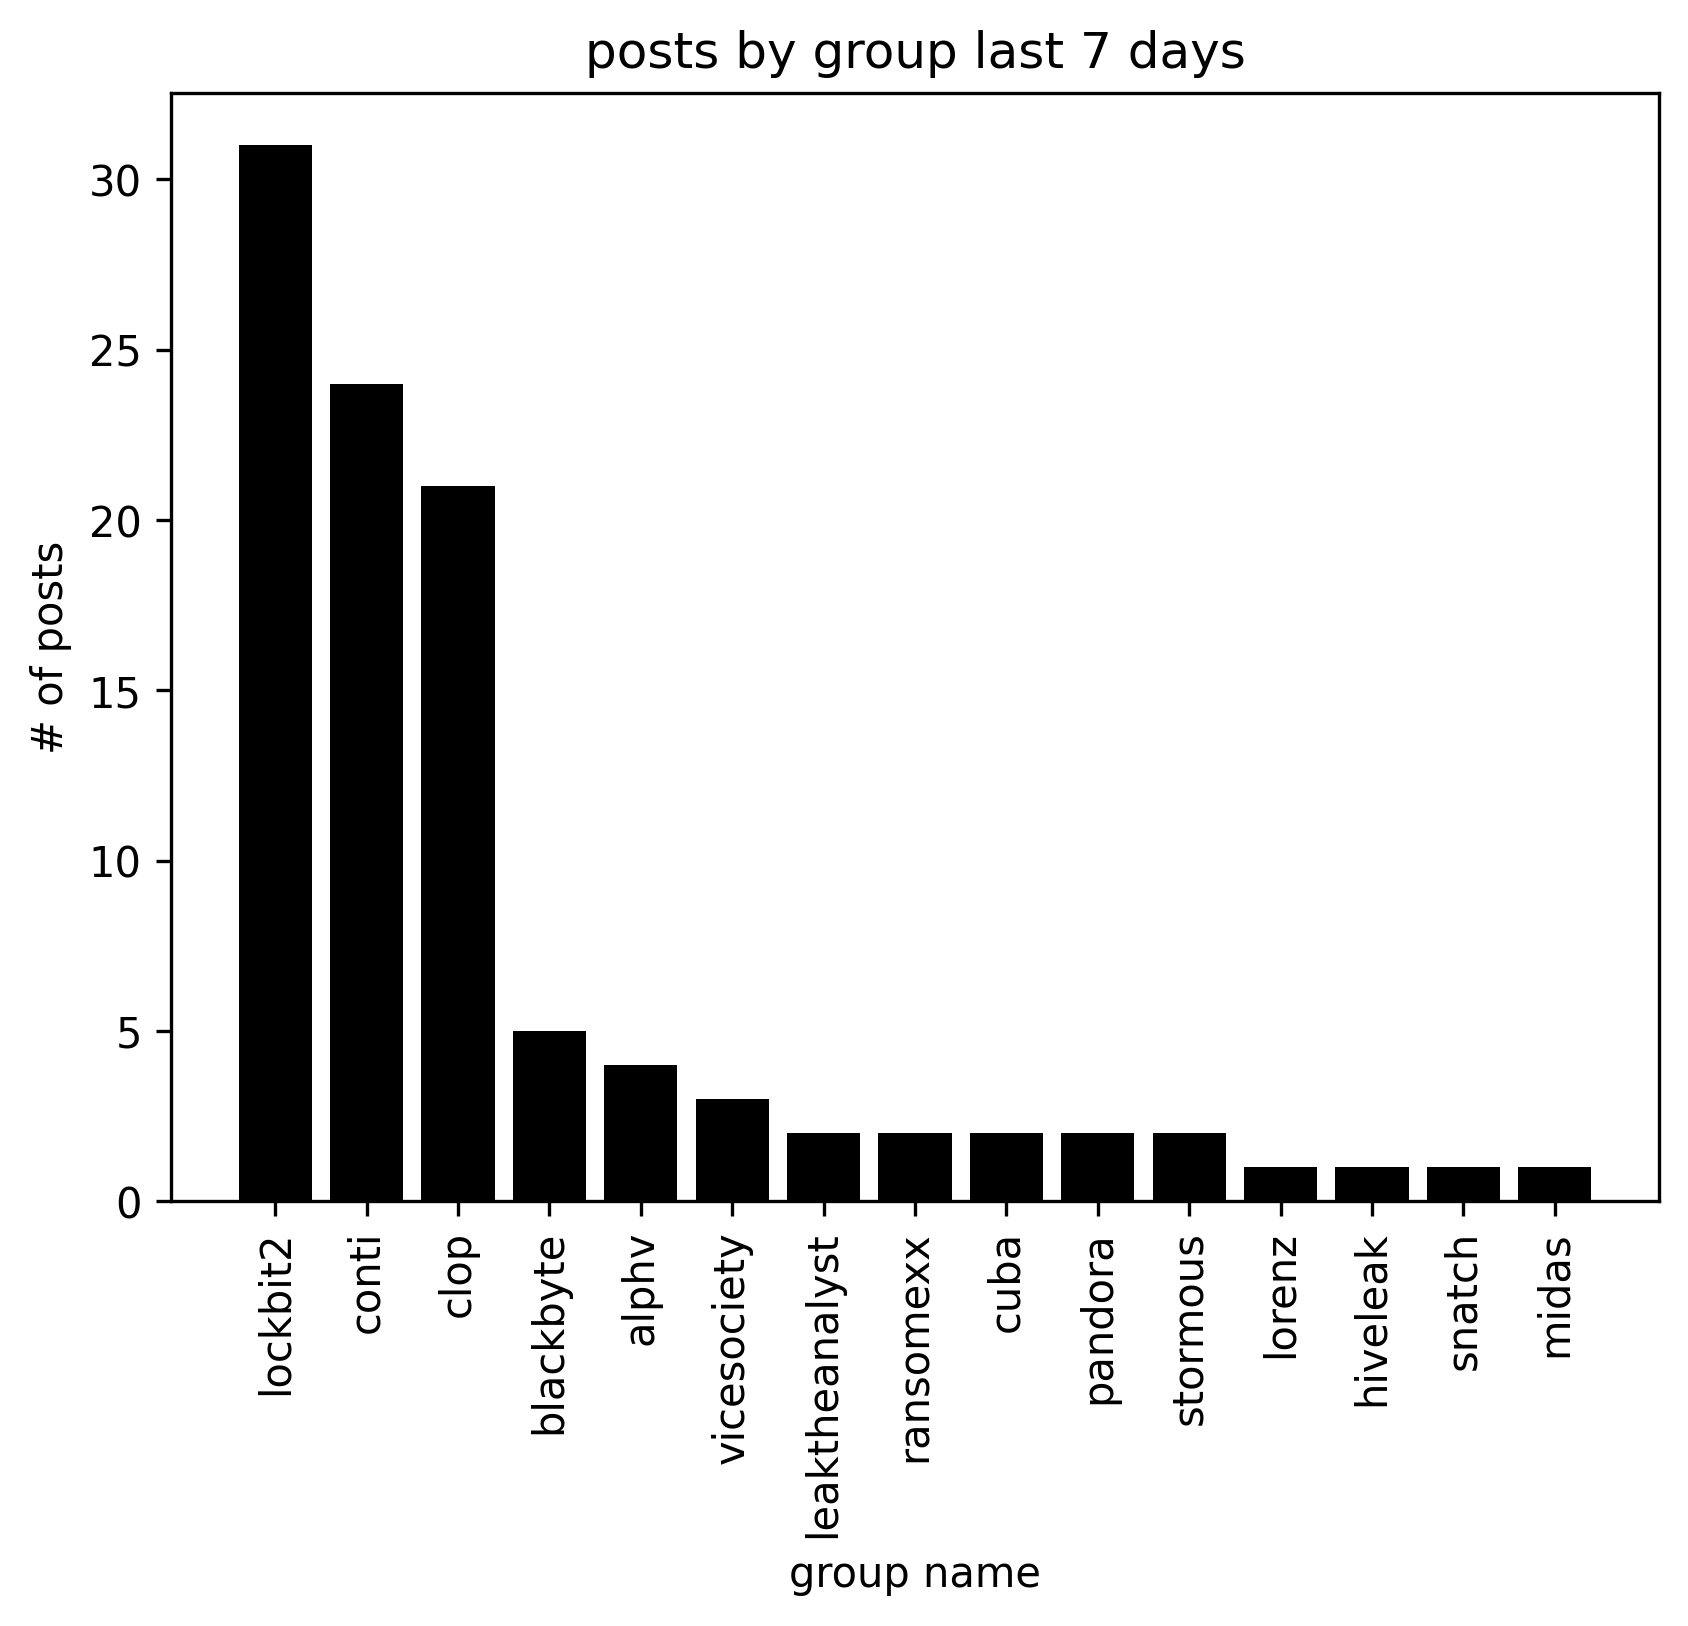 posts by group last 7 days
# of posts
30
25
20
15
10
5
0
lockbit2
conti
clop
blackbyte
alphv
vicesociety
leaktheanalyst
ransomexx
cuba
pandora
stormous
lorenz
hiveleak
snatch
midas
group name